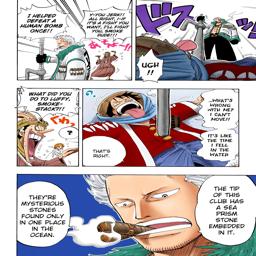 I HELPED
DEFEAT A
HUMAN BOMB
ONCE!!
Y-YOU JERK!!
ALL RIGHT, I-
IF IT'S A
FIGHT YOU
WANT, I'LL
SMOKE
UGH
!!
WHAT DID YOU
DO TO LUFFY,
SMOKE-
STACK?!!
THAT'S
RIGHT.
...WHAT'S
WRONG WITH
ME? I
CAN'T MOVE!!
IT'S LIKE
THE TIME
I FELL
IN THE
WATER
THEY'RE
MYSTERIOUS
STONES
FOUND ONLY
IN ONE PLACE
IN THE
OCEAN.
THE TIP OF
THIS CLUB
HAS A SEA
PRISM
STONE
EMBEDDED
IN IT.